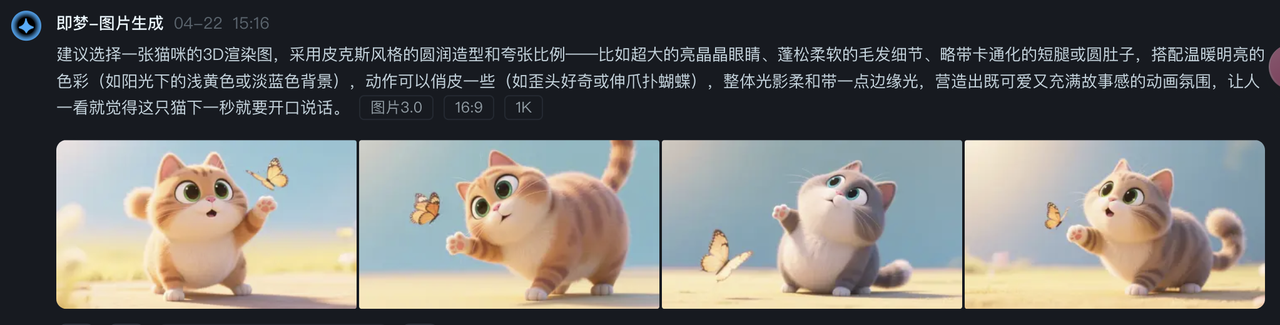 即梦-图片生成 04-22 15:16
建议选择一张猫咪的3D渲染图，采用皮克斯风格的圆润造型和夸张比例——比如超大的亮晶晶眼睛、蓬松柔软的毛发细节、略带卡通化的短腿或圆肚子，搭配温暖明亮的
色彩（如阳光下的浅黄色或淡蓝色背景），动作可以俏皮一些（如歪头好奇或伸爪扑蝴蝶），整体光影柔和带一点边缘光，营造出既可爱又充满故事感的动画氛围，让人
一看就觉得这只猫下一秒就要开口说话。 图片3.0 16:9 1K